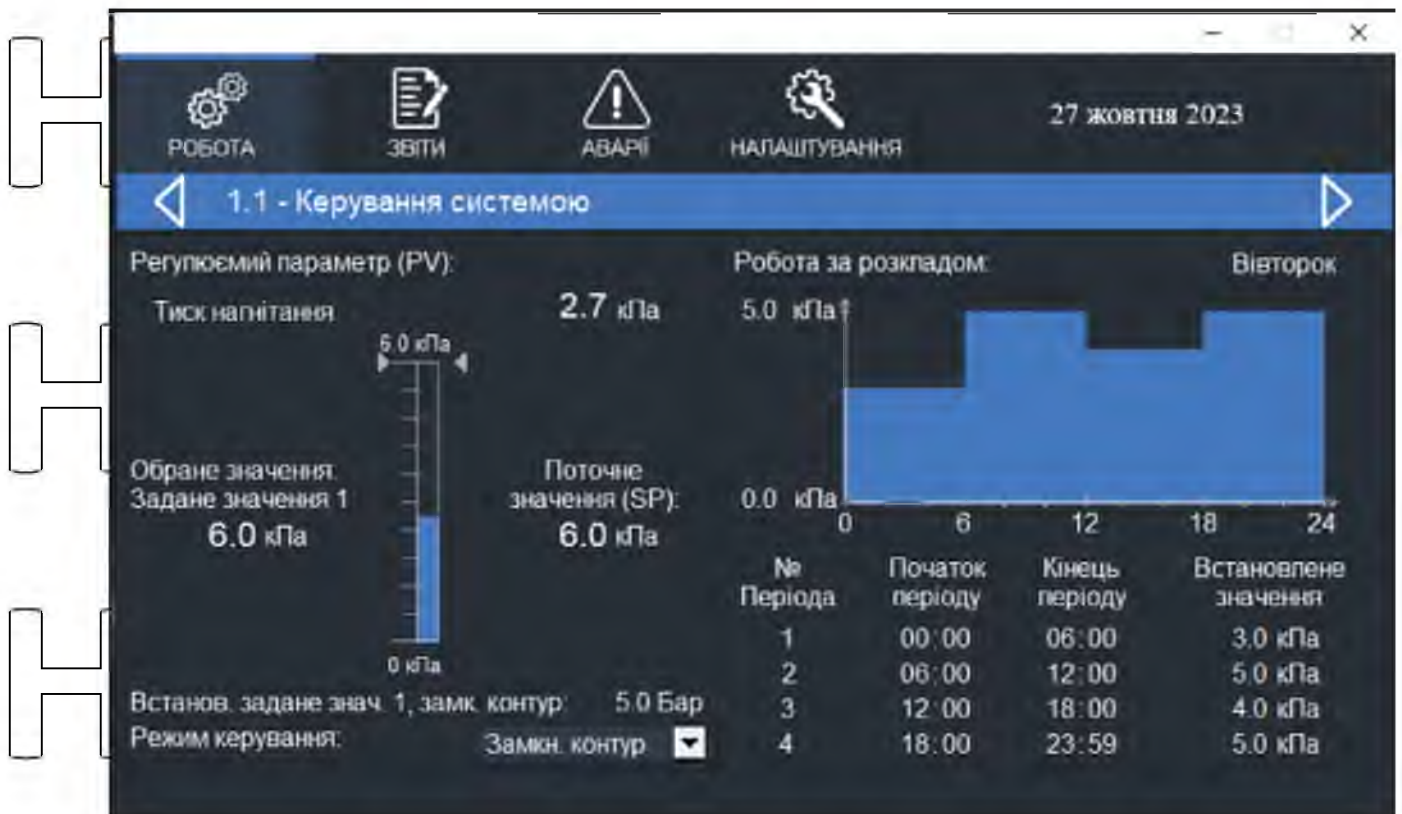 РОБОТА
ЗВІТИ
АВАРІЇ
НАЛАШТУВАННЯ
27 жовтня 2023
1.1 - Керування системою
Регулюємий параметр (PV):
Тиск нагнітання
2.7 кПа
6.0 кПа
Обране значення:
Задане значення 1
6.0 кПа
Поточне
значення (SP):
6.0 кПа
0 кПа
Встанов. задане знач. 1, замк. контур: 5.0 Бар
Режим керування: Замкн. контур
Робота за розкладом: Вівторок
5.0 кПа
0.0 кПа
0 6 12 18 24
№ Початок Кінець Встановлене
Періода періоду періоду значення
1 00:00 06:00 3.0 кПа
2 06:00 12:00 5.0 кПа
3 12:00 18:00 4.0 кПа
4 18:00 23:59 5.0 кПа